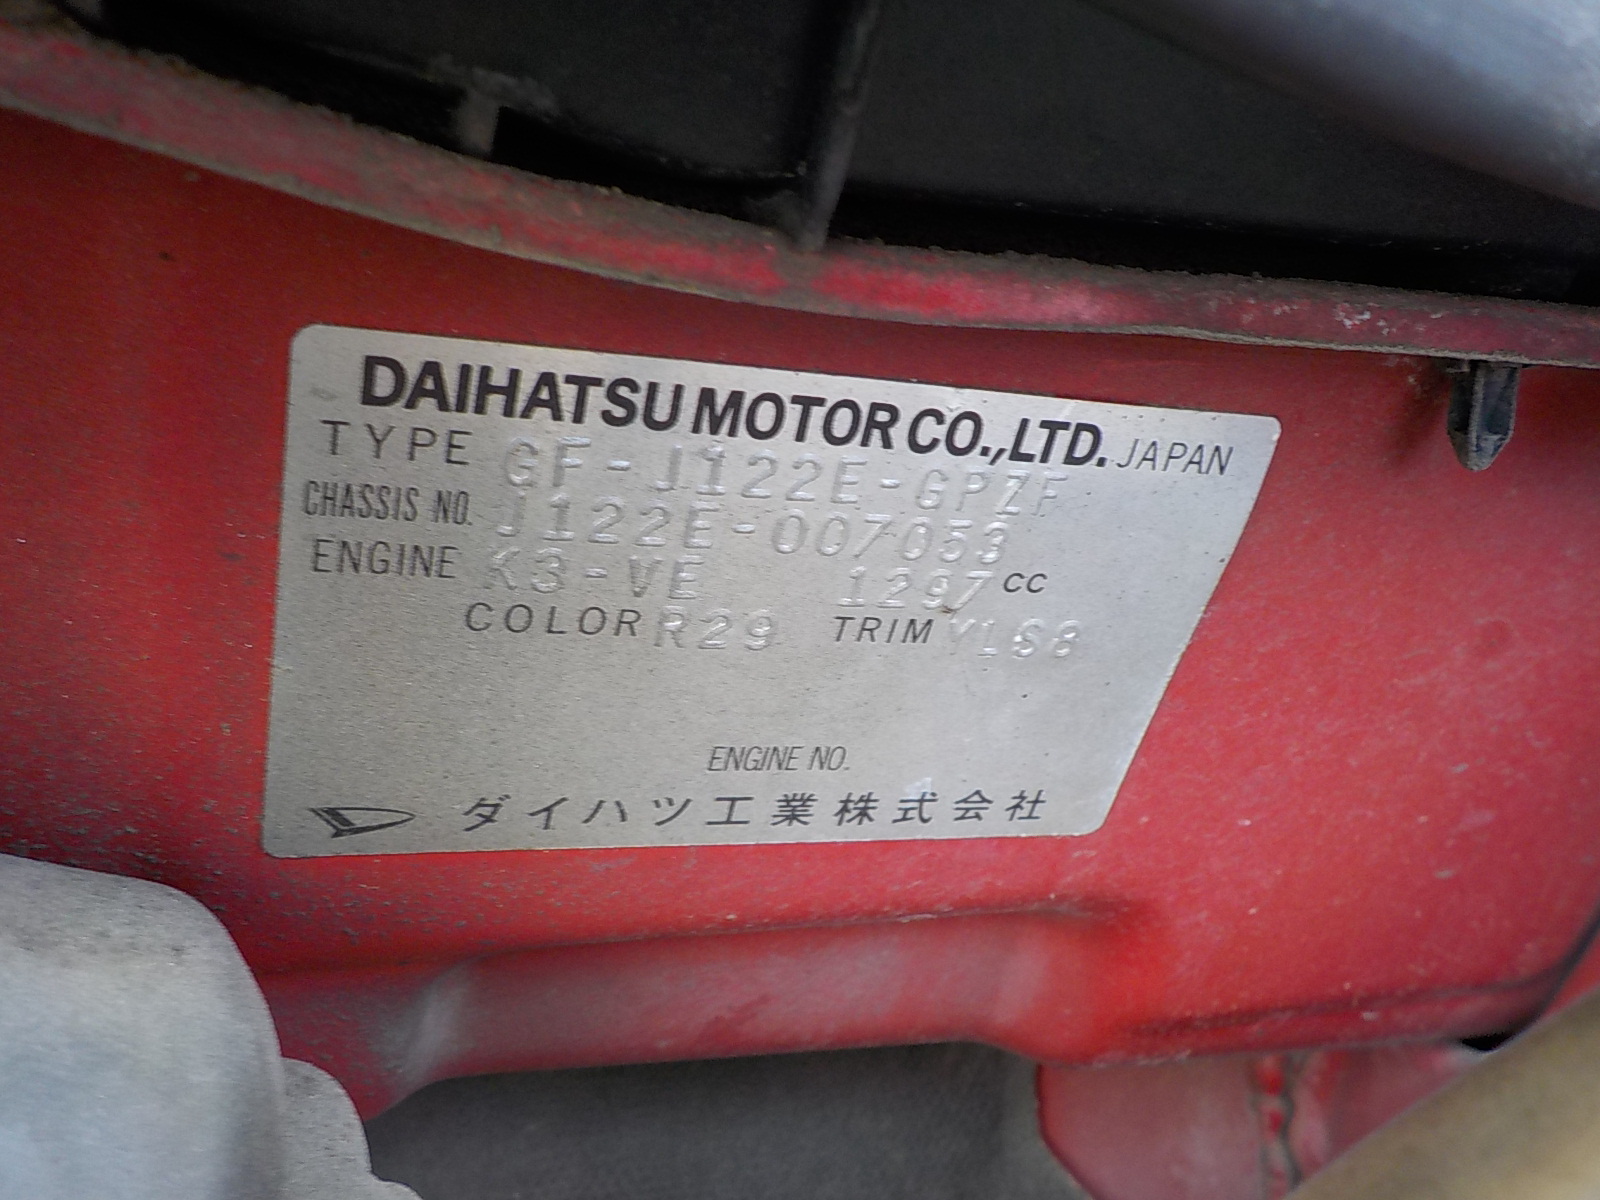 DAIHATSU MOTOR CO.,LTD. JAPAN
TYPE GF-J122E-GPZF
CHASSIS NO. J122E-007053
ENGINE K3-VE 1297 CC
COLOR R29 TRIM YLS8
ENGINE NO.
ダイハツ工業株式会社